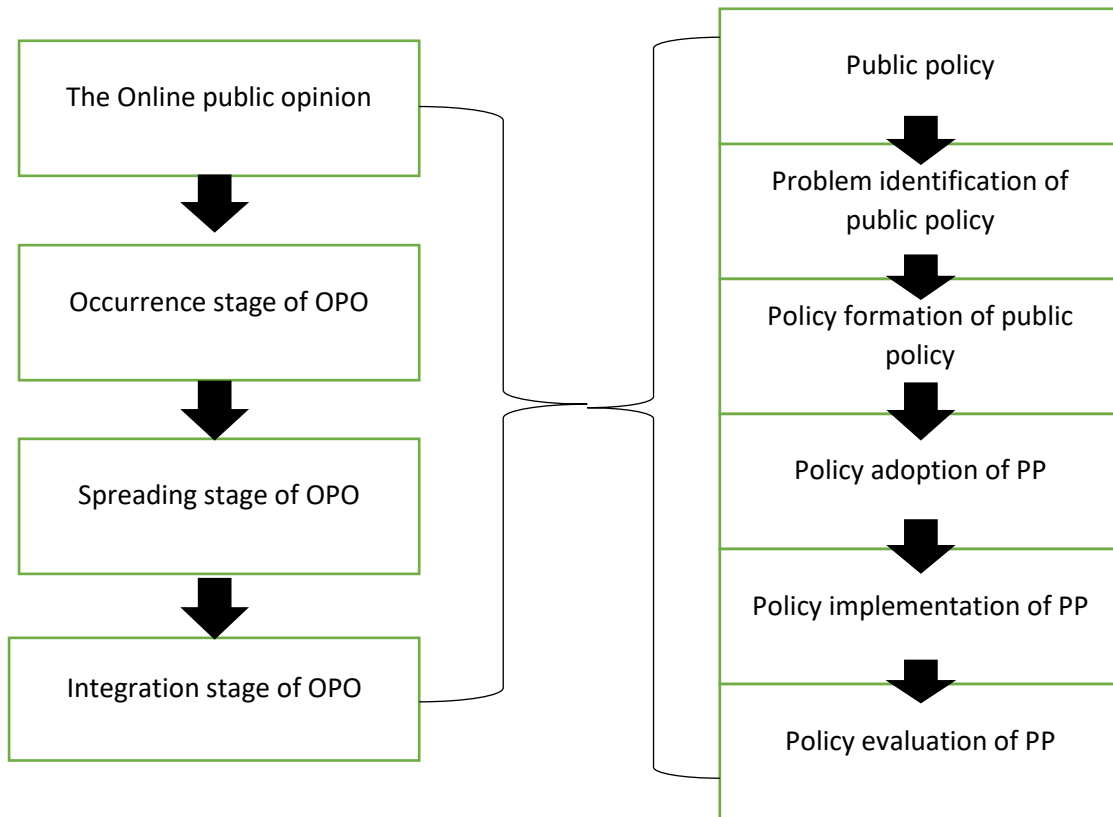 The Online public opinion
Occurrence stage of OPO
Spreading stage of OPO
Integration stage of OPO
Public policy
Problem identification of
public policy
Policy formation of public
policy
Policy adoption of PP
Policy implementation of PP
Policy evaluation of PP